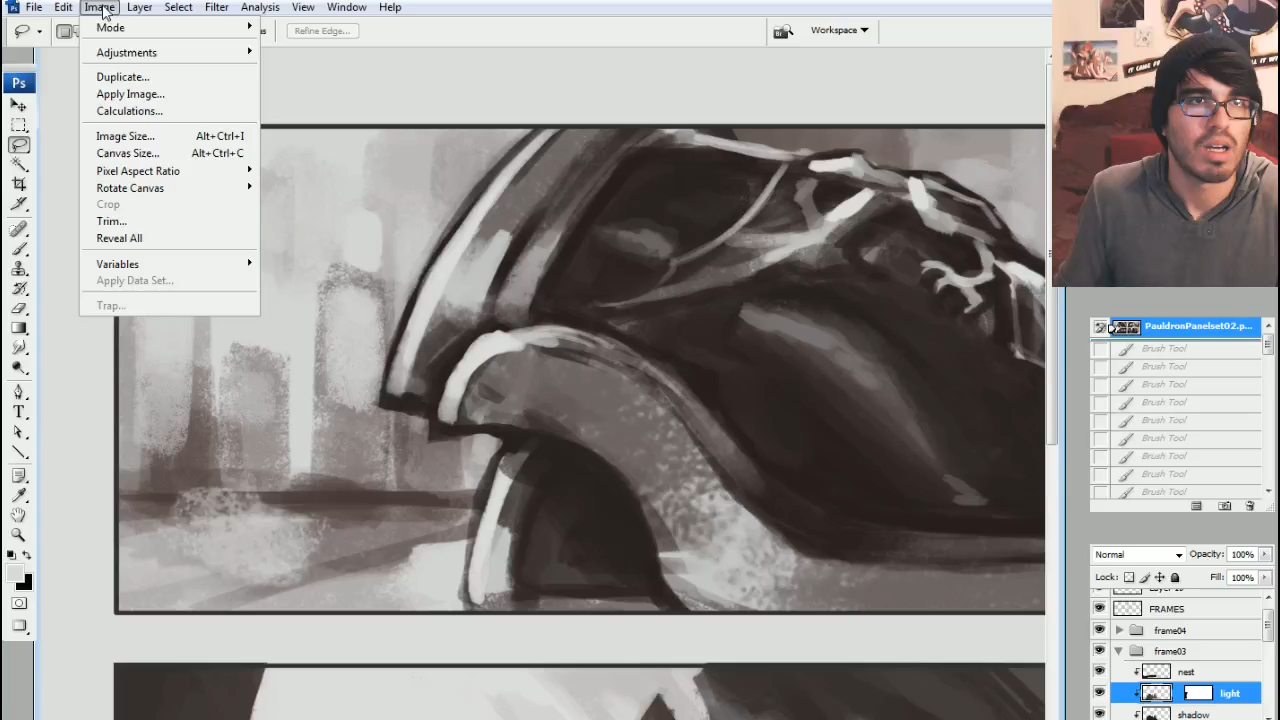 Ps File Edit Image Layer Select Filter Analysis View Window Help
Refine Edge...
Br Workspace
Mode
Adjustments
Duplicate...
Apply Image...
Calculations...
Image Size... Alt+Ctrl+I
Canvas Size... Alt+Ctrl+C
Pixel Aspect Ratio
Rotate Canvas
Crop
Trim...
Reveal All
Variables
Apply Data Set...
Trap...
Ps
T
PauldronPanelset02.p...
Brush Tool
Brush Tool
Brush Tool
Brush Tool
Brush Tool
Brush Tool
Brush Tool
Brush Tool
Brush Tool
Normal Opacity: 100%
Lock: Fill: 100%
FRAMES
frame04
frame03
nest
light
shadow